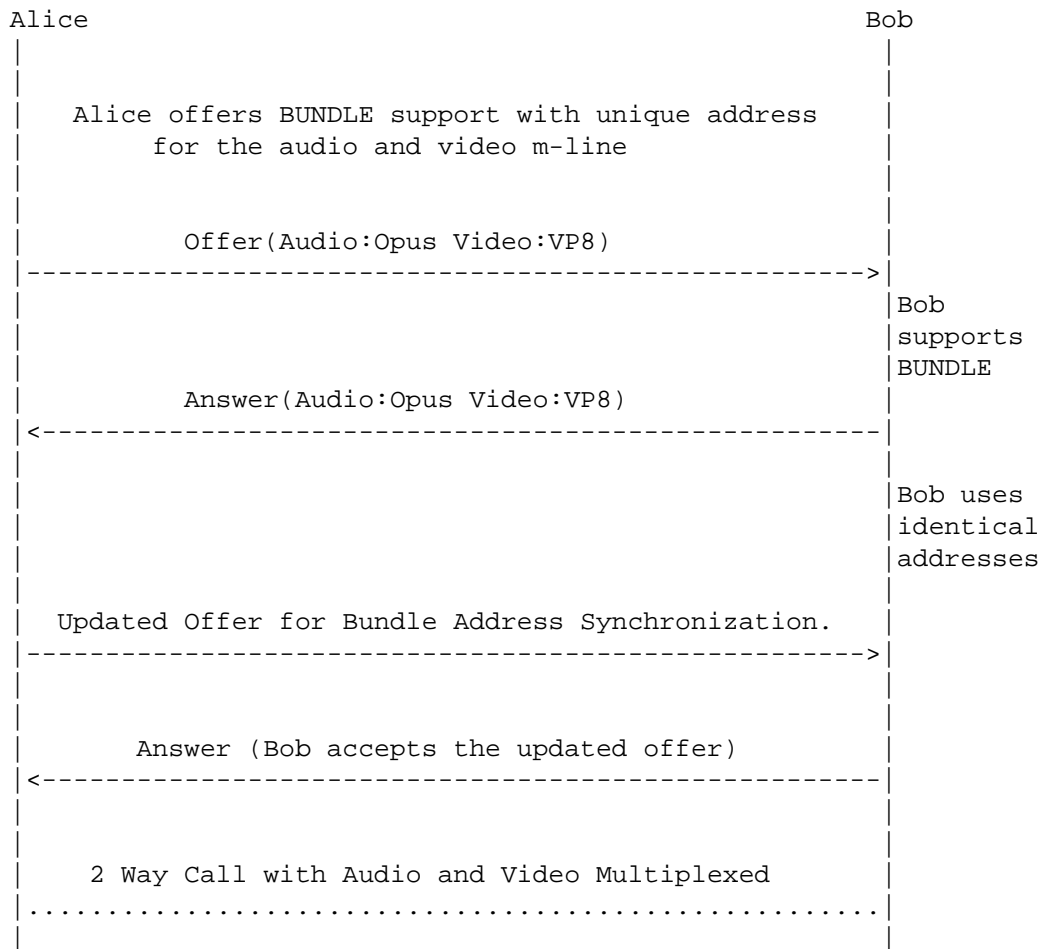 Alice Bob
Alice offers BUNDLE support with unique address
for the audio and video m-line
Offer(Audio:Opus Video:VP8)
Bob
supports
BUNDLE
Answer(Audio:Opus Video:VP8)
Bob uses
identical
addresses
Updated Offer for Bundle Address Synchronization.
Answer (Bob accepts the updated offer)
2 Way Call with Audio and Video Multiplexed